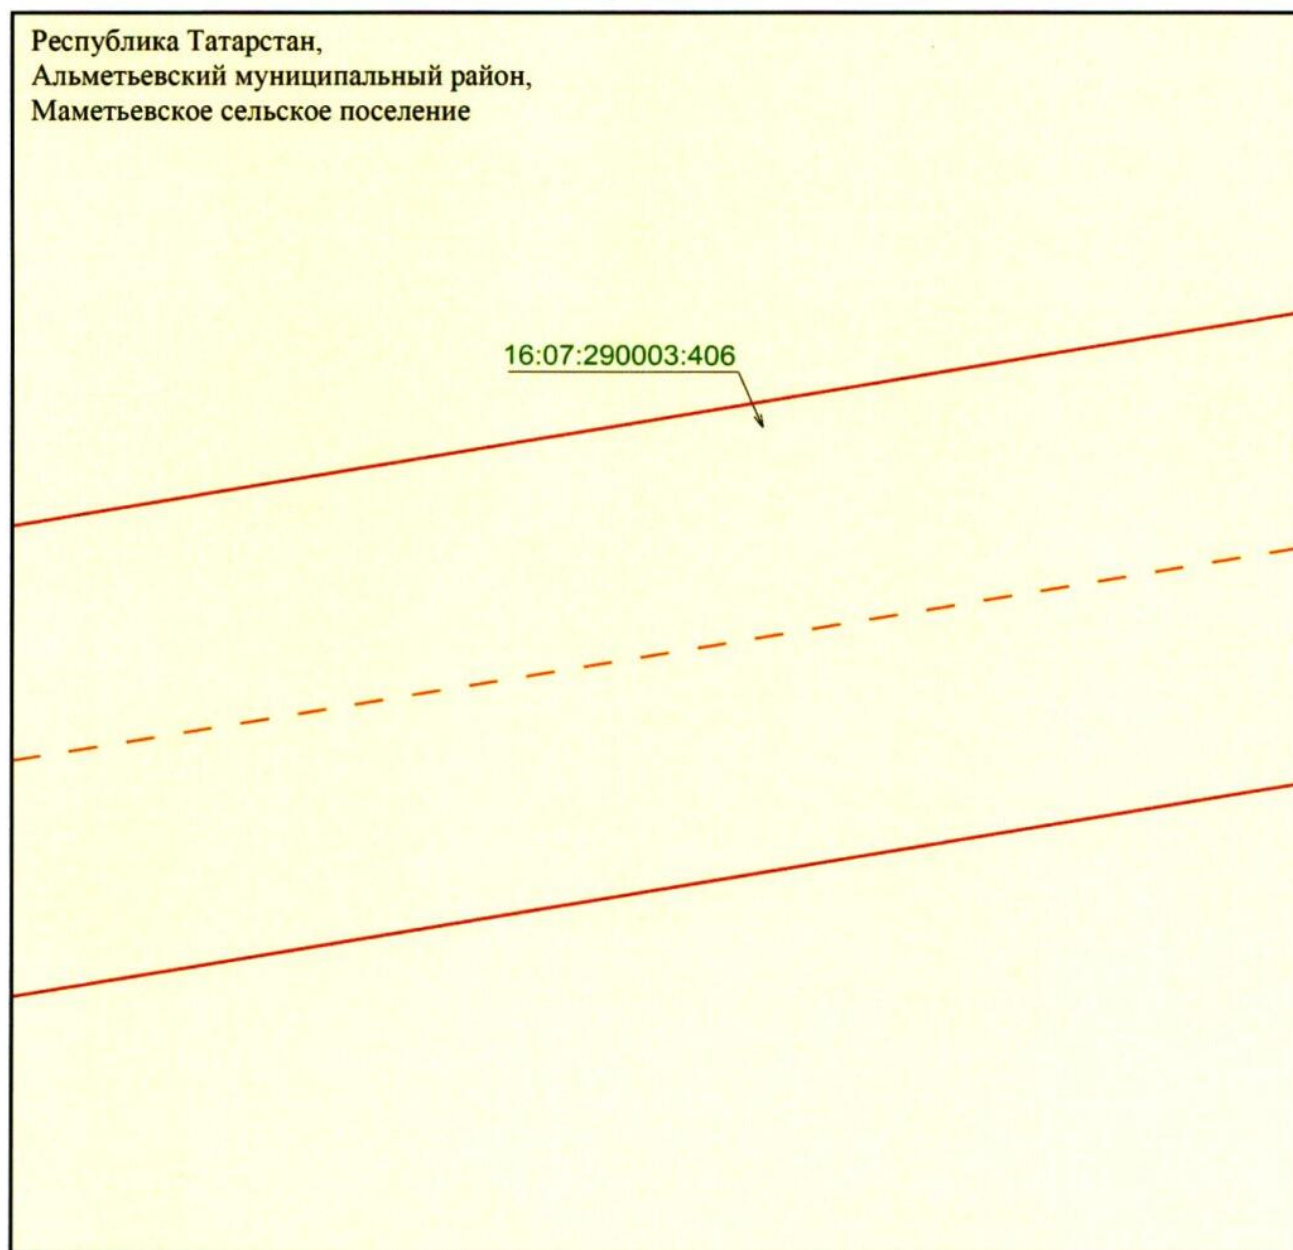 Республика Татарстан,
Альметьевский муниципальный район,
Маметьевское сельское поселение
16:07:290003:406